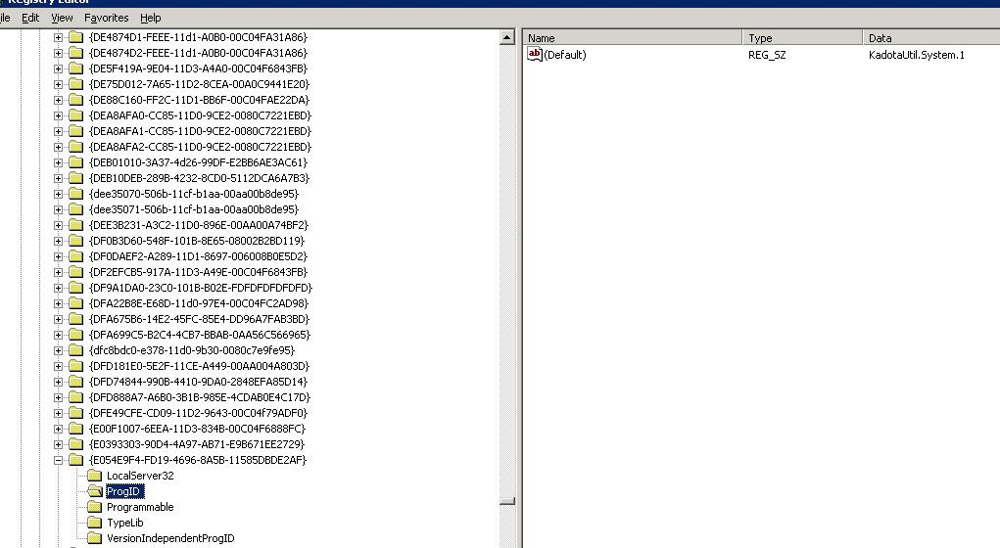 Registry Editor
ile Edit View Favorites Help
{DE4874D1-FEEE-11d1-A0B0-00C04FA31A86}
{DE4874D2-FEEE-11d1-A0B0-00C04FA31A86}
{DE5F419A-9E04-11D3-A4A0-00C04F6843FB}
{DE75D012-7A65-11D2-8CEA-00A0C9441E20}
{DE88C160-FF2C-11D1-BB6F-00C04FAE22DA}
{DEA8AFA0-CC85-11D0-9CE2-0080C7221EBD}
{DEA8AFA1-CC85-11D0-9CE2-0080C7221EBD}
{DEA8AFA2-CC85-11D0-9CE2-0080C7221EBD}
{DEB01010-3A37-4d26-99DF-E2BB6AE3AC61}
{DEB10DEB-289B-4232-8CD0-5112DCA6A7B3}
{dee35070-506b-11cf-b1aa-00aa00b8de95}
{dee35071-506b-11cf-b1aa-00aa00b8de95}
{DEE3B231-A3C2-11D0-896E-00AA00A74BF2}
{DF0B3D60-548F-101B-8E65-08002B2BD119}
{DF0DAEF2-A289-11D1-8697-006008B0E5D2}
{DF2EFCB5-917A-11D3-A49E-00C04F6843FB}
{DF9A1DA0-23C0-101B-B02E-FDFDFDFDFDFD}
{DFA22B8E-E68D-11d0-97E4-00C04FC2AD98}
{DFA675B6-14E2-45FC-85E4-DD96A7FAB3BD}
{DFA699C5-B2C4-4CB7-BBAB-0AA56C566965}
{dfc8bdc0-e378-11d0-9b30-0080c7e9fe95}
{DFD181E0-5E2F-11CE-A449-00AA004A803D}
{DFD74844-990B-4410-9DA0-2848EFA85D14}
{DFD888A7-A6B0-3B1B-985E-4CDAB0E4C17D}
{DFE49CFE-CD09-11D2-9643-00C04f79ADF0}
{E00F1007-6EEA-11D3-834B-00C04F6888FC}
{E0393303-90D4-4A97-AB71-E9B671EE2729}
{E054E9F4-FD19-4696-8A5B-11585DBDE2AF}
LocalServer32
ProgID
Programmable
TypeLib
VersionIndependentProgID
Name Type Data
ab (Default) REG_SZ KadotaUtil.System.1